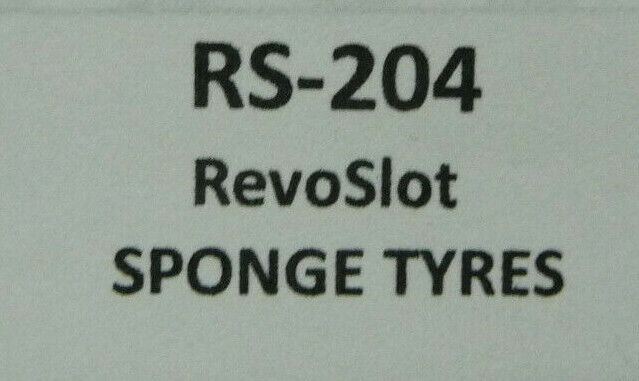 RS-204
RevoSlot
SPONGE TYRES